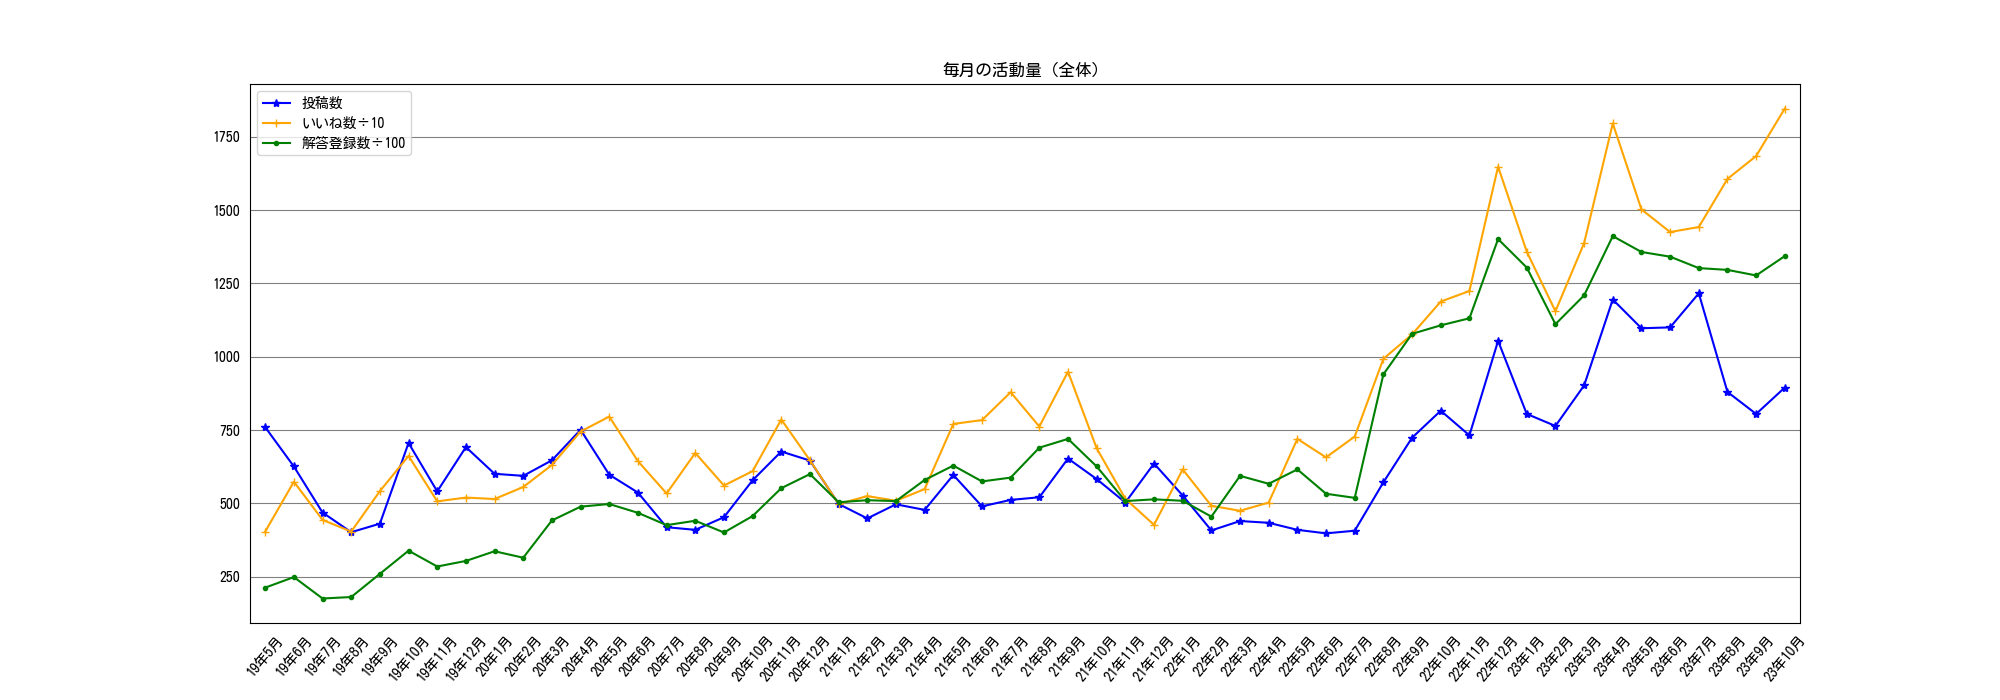 毎月の活動量（全体）
投稿数
いいね数÷10
解答登録数÷100
1750
1500
1250
1000
750
500
250
19年5月
19年6月
19年7月
19年8月
19年9月
19年10月
19年11月
19年12月
20年1月
20年2月
20年3月
20年4月
20年5月
20年6月
20年7月
20年8月
20年9月
20年10月
20年11月
20年12月
21年1月
21年2月
21年3月
21年4月
21年5月
21年6月
21年7月
21年8月
21年9月
21年10月
21年11月
21年12月
22年1月
22年2月
22年3月
22年4月
22年5月
22年6月
22年7月
22年8月
22年9月
22年10月
22年11月
22年12月
23年1月
23年2月
23年3月
23年4月
23年5月
23年6月
23年7月
23年8月
23年9月
23年10月